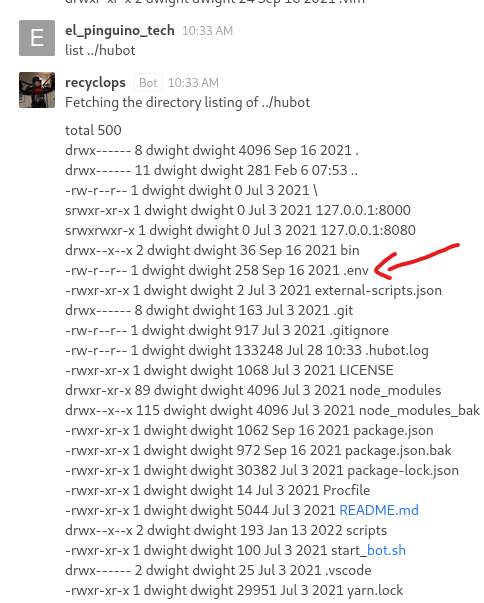 drwxr-xr-x 2 dwight dwight 24 Sep 16 2021 .vim
E
el_pinguino_tech 10:33 AM
list ../hubot
recyclops Bot 10:33 AM
Fetching the directory listing of ../hubot
total 500
drwx------ 8 dwight dwight 4096 Sep 16 2021 .
drwx------ 11 dwight dwight 281 Feb 6 07:53 ..
-rw-r--r-- 1 dwight dwight 0 Jul 3 2021 \
srwxr-xr-x 1 dwight dwight 0 Jul 3 2021 127.0.0.1:8000
srwxrwxr-x 1 dwight dwight 0 Jul 3 2021 127.0.0.1:8080
drwx--x--x 2 dwight dwight 36 Sep 16 2021 bin
-rw-r--r-- 1 dwight dwight 258 Sep 16 2021 .env
-rwxr-xr-x 1 dwight dwight 2 Jul 3 2021 external-scripts.json
drwx------ 8 dwight dwight 163 Jul 3 2021 .git
-rw-r--r-- 1 dwight dwight 917 Jul 3 2021 .gitignore
-rw-r--r-- 1 dwight dwight 133248 Jul 28 10:33 .hubot.log
-rwxr-xr-x 1 dwight dwight 1068 Jul 3 2021 LICENSE
drwxr-xr-x 89 dwight dwight 4096 Jul 3 2021 node_modules
drwx--x--x 115 dwight dwight 4096 Jul 3 2021 node_modules_bak
-rwxr-xr-x 1 dwight dwight 1062 Sep 16 2021 package.json
-rwxr-xr-x 1 dwight dwight 972 Sep 16 2021 package.json.bak
-rwxr-xr-x 1 dwight dwight 30382 Jul 3 2021 package-lock.json
-rwxr-xr-x 1 dwight dwight 14 Jul 3 2021 Procfile
-rwxr-xr-x 1 dwight dwight 5044 Jul 3 2021 README.md
drwx--x--x 2 dwight dwight 193 Jan 13 2022 scripts
-rwxr-xr-x 1 dwight dwight 100 Jul 3 2021 start_bot.sh
drwx------ 2 dwight dwight 25 Jul 3 2021 .vscode
-rwxr-xr-x 1 dwight dwight 29951 Jul 3 2021 yarn.lock